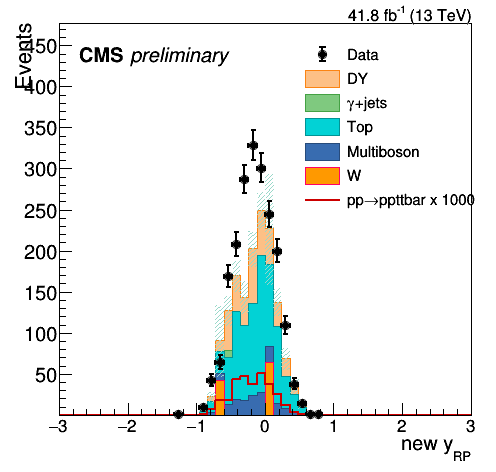 41.8 fb⁻¹ (13 TeV)
Events
CMS preliminary
Data
DY
γ+jets
Top
Multiboson
W
pp→ppttbar x 1000
450
400
350
300
250
200
150
100
50
−3 −2 −1 0 1 2 3
new y_RP